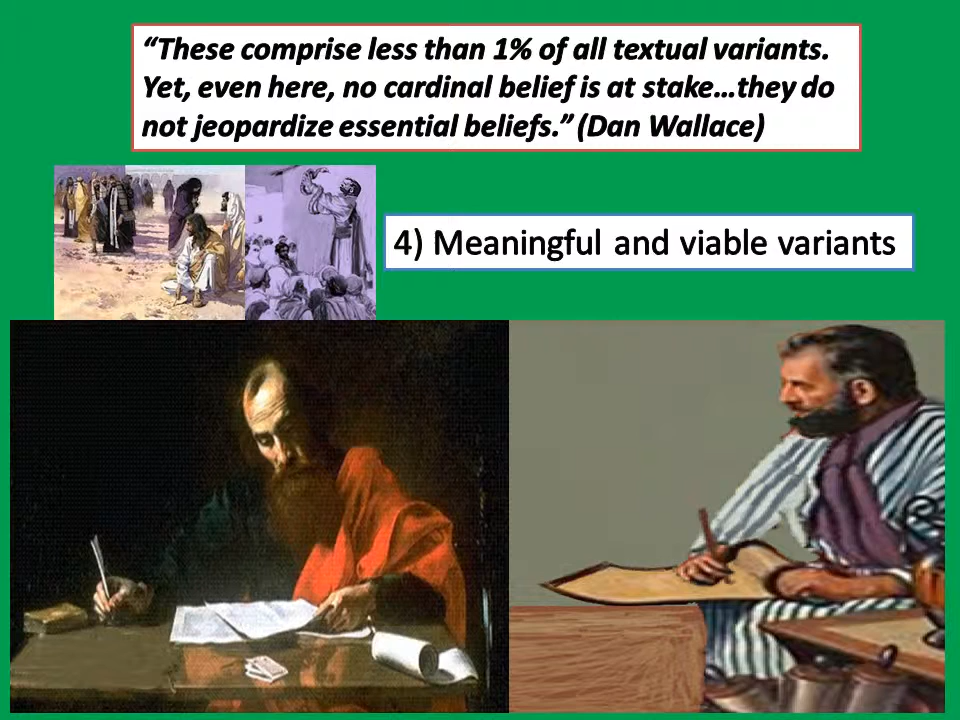 “These comprise less than 1% of all textual variants.
Yet, even here, no cardinal belief is at stake…they do
not jeopardize essential beliefs.” (Dan Wallace)
4) Meaningful and viable variants